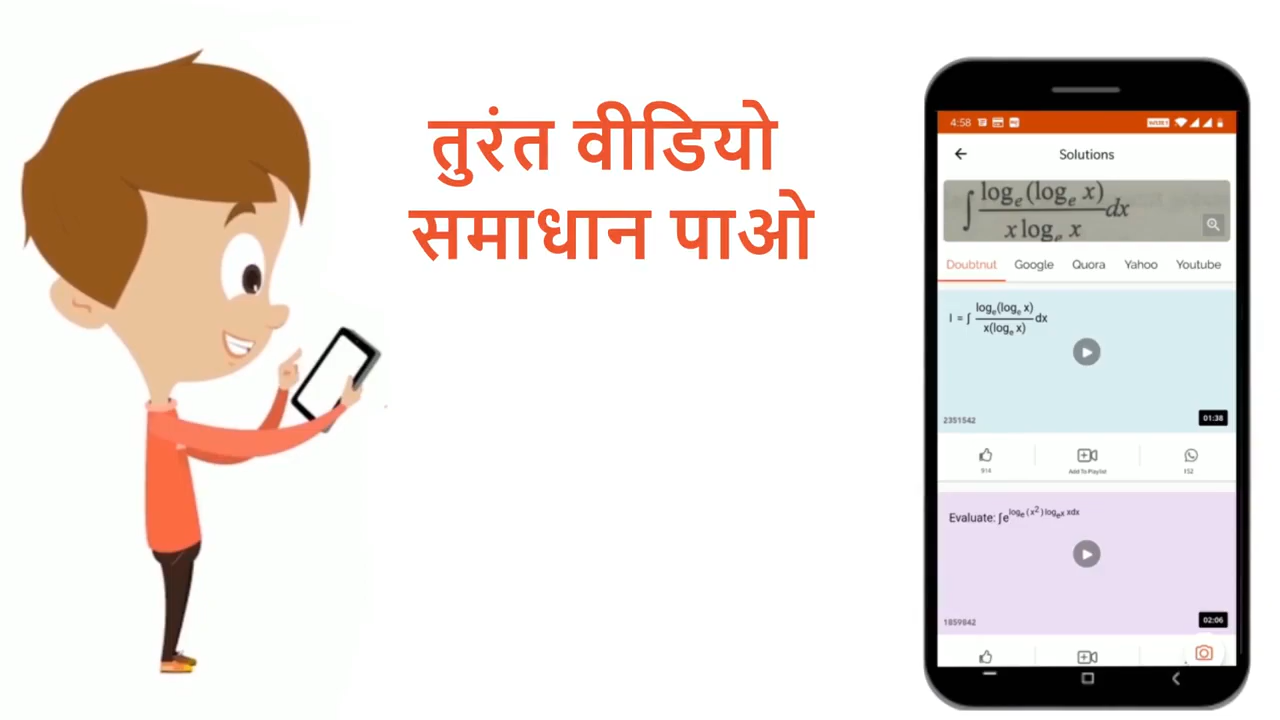 तुरंत वीडियो
समाधान पाओ
4:58
Solutions
∫ logₑ(logₑ x) / x logₑ x dx
Doubtnut Google Quora Yahoo Youtube
I = ∫ logₑ(logₑ x) / x(logₑ x) dx
2351542
01:38
914
Add To Playlist
152
Evaluate: ∫e^logₑ(x²)logₑx xdx
1859842
02:06